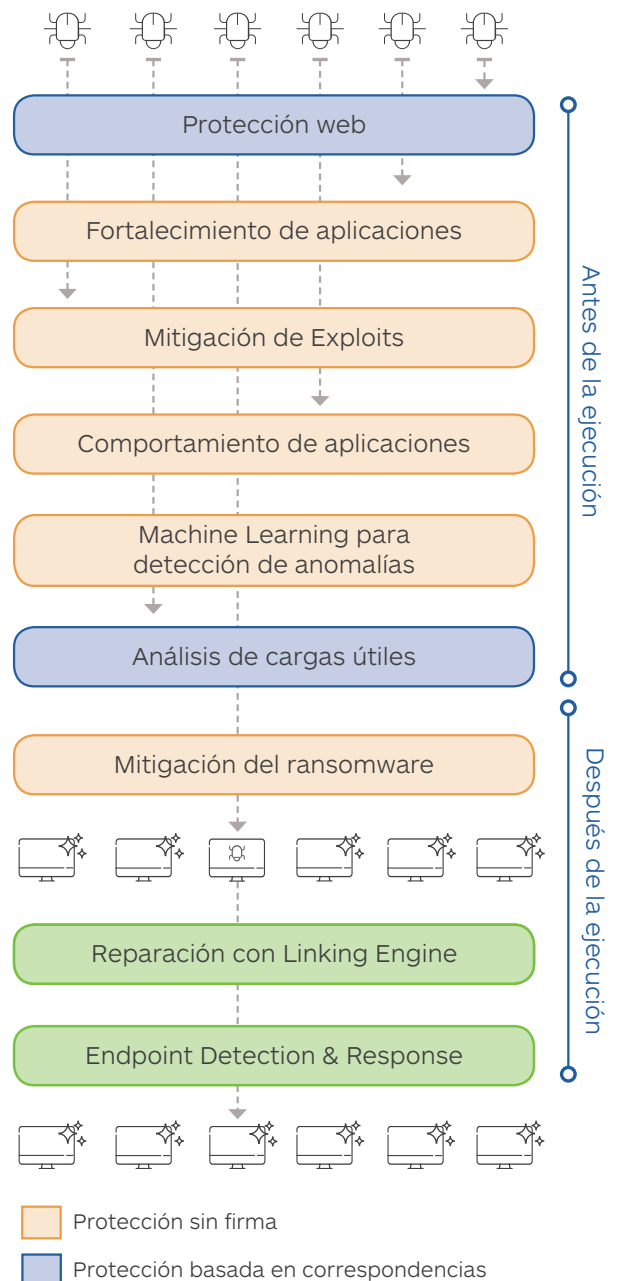 Protección web
Fortalecimiento de aplicaciones
Mitigación de Exploits
Comportamiento de aplicaciones
Machine Learning para
detección de anomalías
Análisis de cargas útiles
Antes de la ejecución
Mitigación del ransomware
Reparación con Linking Engine
Endpoint Detection & Response
Después de la ejecución
Protección sin firma
Protección basada en correspondencias